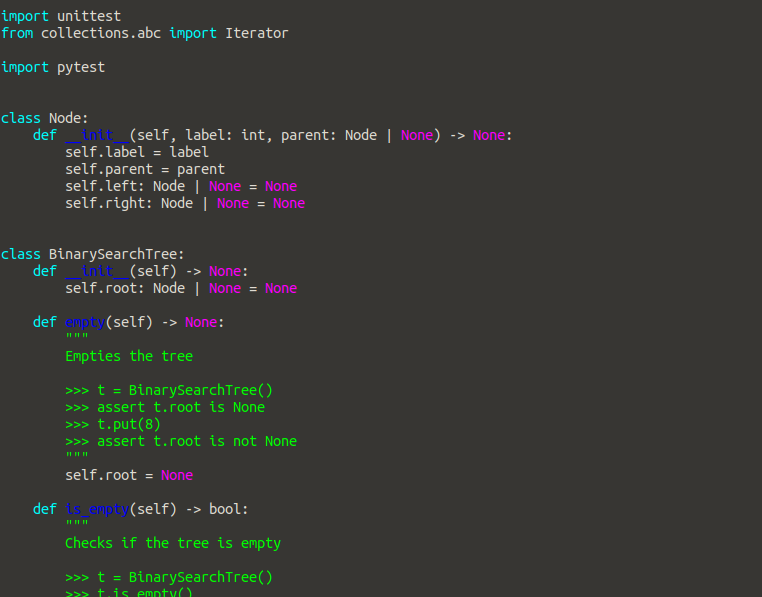 import unittest
from collections.abc import Iterator

import pytest


class Node:
    def __init__(self, label: int, parent: Node | None) -> None:
        self.label = label
        self.parent = parent
        self.left: Node | None = None
        self.right: Node | None = None


class BinarySearchTree:
    def __init__(self) -> None:
        self.root: Node | None = None

    def empty(self) -> None:
        """
        Empties the tree

        >>> t = BinarySearchTree()
        >>> assert t.root is None
        >>> t.put(8)
        >>> assert t.root is not None
        """
        self.root = None

    def is_empty(self) -> bool:
        """
        Checks if the tree is empty

        >>> t = BinarySearchTree()
        >>> t.is_empty()